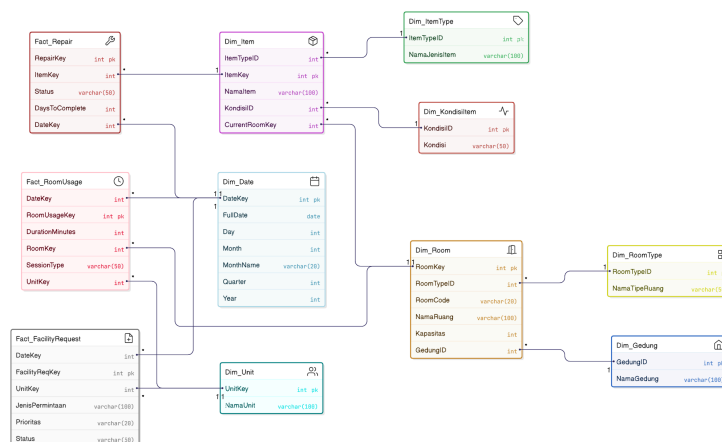 Fact_Repair
RepairKey int pk
ItemKey int
Status varchar(50)
DaysToComplete int
DateKey int
Dim_Item
ItemTypeID int
ItemKey int pk
NamaItem varchar(100)
KondisiID int
CurrentRoomKey int
Dim_ItemType
ItemTypeID int pk
NamaJenisItem varchar(100)
Dim_KondisiItem
KondisiID int pk
Kondisi varchar(50)
Fact_RoomUsage
DateKey int
RoomUsageKey int pk
DurationMinutes int
RoomKey int
SessionType varchar(50)
UnitKey int
Dim_Date
DateKey int pk
FullDate date
Day int
Month int
MonthName varchar(20)
Quarter int
Year int
Dim_Room
RoomKey int pk
RoomTypeID int
RoomCode varchar(20)
NamaRuang varchar(100)
Kapasitas int
GedungID int
Dim_RoomType
RoomTypeID int
NamaTipeRuang
Dim_Gedung
GedungID int
NamaGedung varchar(100)
Fact_FacilityRequest
DateKey int
FacilityReqKey int pk
UnitKey int
JenisPermintaan varchar(100)
Prioritas varchar(20)
Status varchar(50)
Dim_Unit
UnitKey int pk
NamaUnit varchar(100)